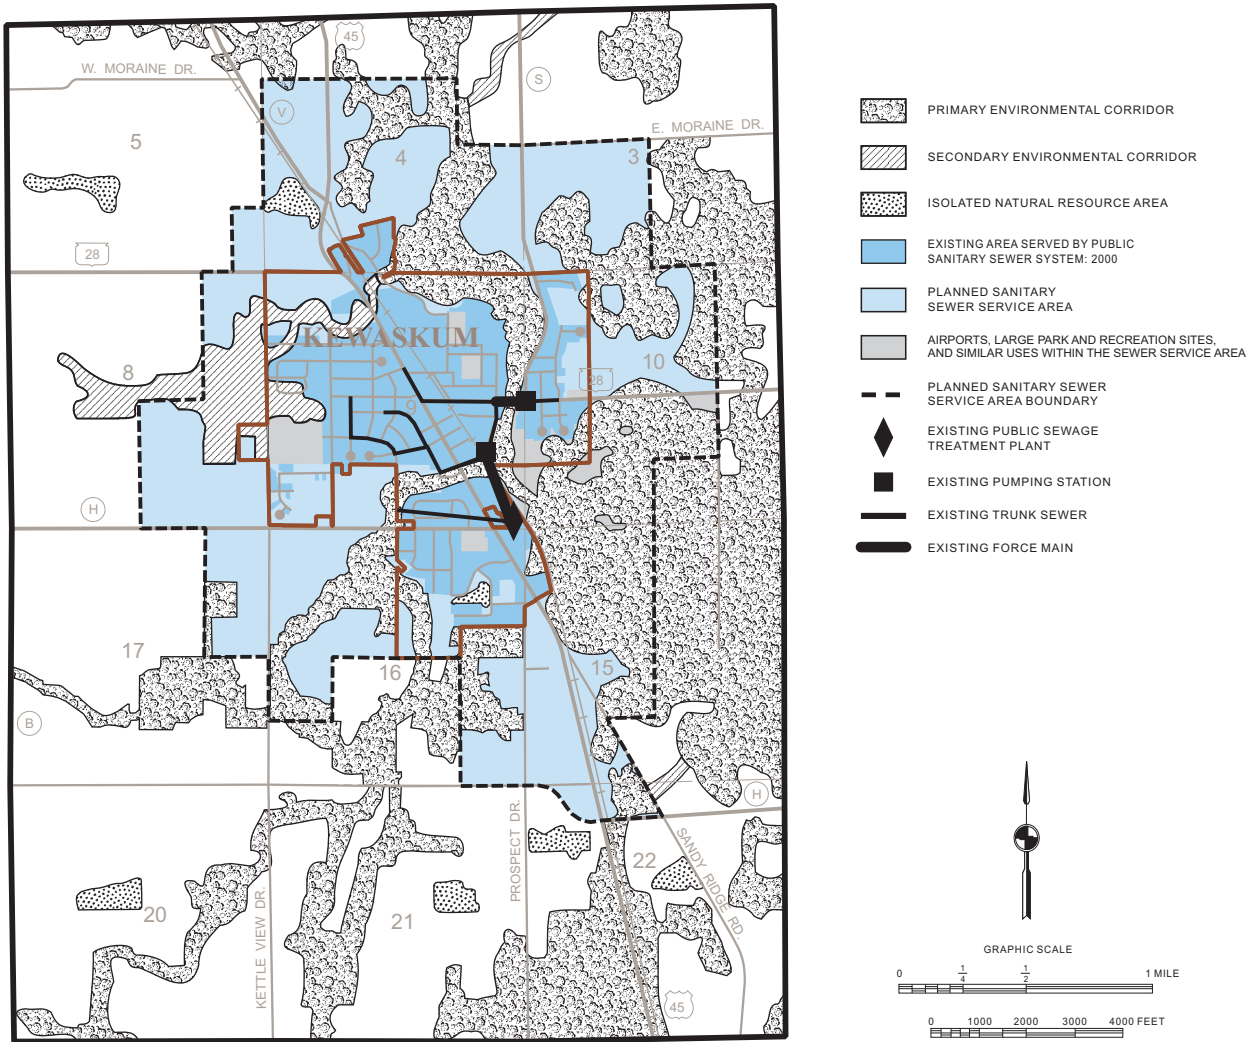 45
W. MORAINE DR.
S
V
E. MORAINE DR.
5
4
3
28
KEWASKUM
8
10
28
9
H
17
16
15
B
H
PROSPECT DR.
SANDY RIDGE RD
22
20
21
KETTLE VIEW DR.
45
PRIMARY ENVIRONMENTAL CORRIDOR
SECONDARY ENVIRONMENTAL CORRIDOR
ISOLATED NATURAL RESOURCE AREA
EXISTING AREA SERVED BY PUBLIC
SANITARY SEWER SYSTEM: 2000
PLANNED SANITARY
SEWER SERVICE AREA
AIRPORTS, LARGE PARK AND RECREATION SITES,
AND SIMILAR USES WITHIN THE SEWER SERVICE AREA
PLANNED SANITARY SEWER
SERVICE AREA BOUNDARY
EXISTING PUBLIC SEWAGE
TREATMENT PLANT
EXISTING PUMPING STATION
EXISTING TRUNK SEWER
EXISTING FORCE MAIN
GRAPHIC SCALE
0 1/4 1/2 1 MILE
0 1000 2000 3000 4000 FEET